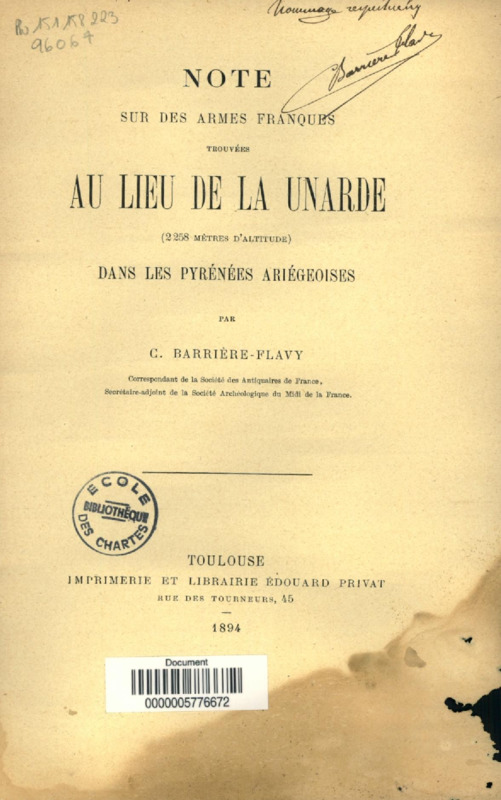 Hommage respectueux
Barrière Flavy
96064
NOTE
SUR DES ARMES FRANQUES
TROUVÉES
AU LIEU DE LA UNARDE
(2258 MÈTRES D'ALTITUDE)
DANS LES PYRÉNÉES ARIÉGEOISES
PAR
C. BARRIÈRE-FLAVY
Correspondant de la Société des Antiquaires de France,
Secrétaire-adjoint de la Société Archéologique du Midi de la France.
ECOLE
BIBLIOTHÈQUE
DES CHARTES
TOULOUSE
IMPRIMERIE ET LIBRAIRIE ÉDOUARD PRIVAT
RUE DES TOURNEURS, 45
1894
Document
0000005776672